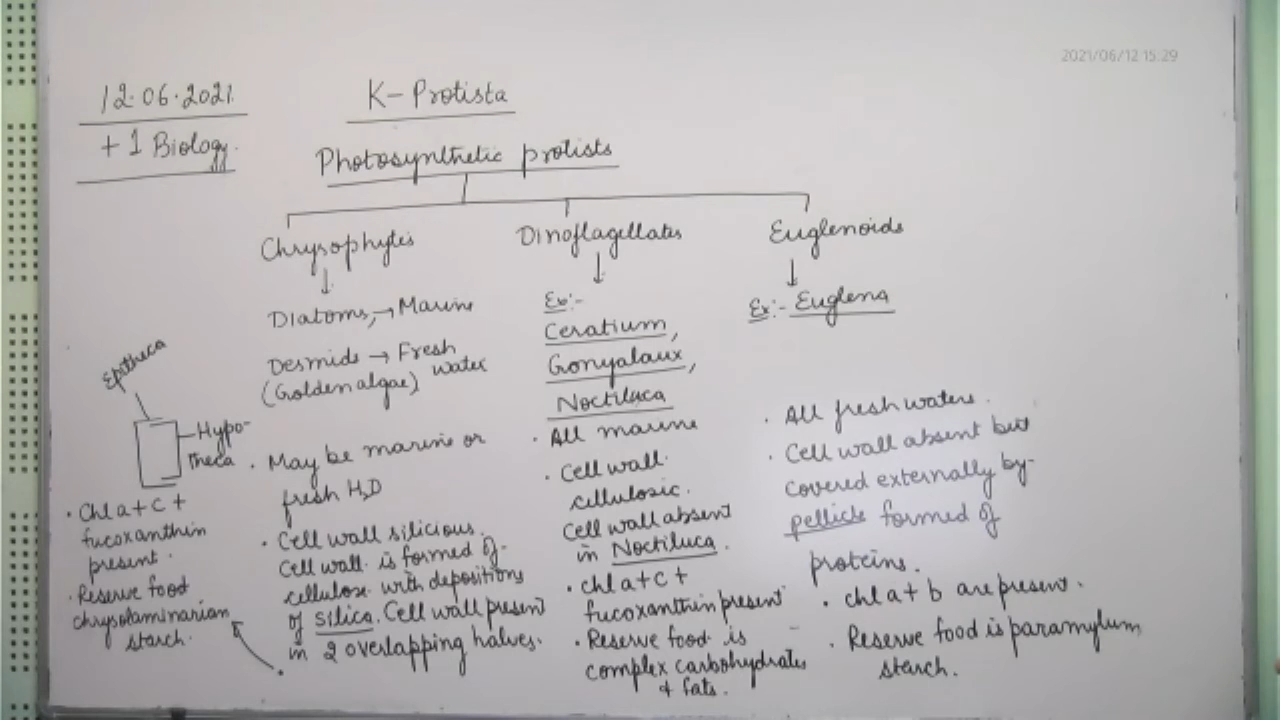 2021/06/12 15:29
12.06.2021.
+1 Biology.
K- Protista
Photosynthetic protists
Chrysophytes
Diatoms, → Marine
Desmids → Fresh
(Golden algae) water
Epitheca
Hypo-
theca
. May be marine or
fresh H2O
. Cell wall silicious.
Cell wall is formed of
cellulose with depositions
of silica. Cell wall present
in 2 overlapping halves.
. Chl a+c +
fucoxanthin
present.
. Reserve food
chrysolaminarian
starch.
Dinoflagellates
Ex:-
Ceratium,
Gonyalaux,
Noctiluca
. All marine
. Cell wall
cellulosic.
Cell wall absent
in Noctiluca.
. chl a+c +
fucoxanthin present
. Reserve food is
complex carbohydrates
+ fats.
Euglenoids
Ex:- Euglena
. All fresh waters.
. Cell wall absent but
covered externally by
pellicle formed of
proteins.
. chl a+ b are present.
. Reserve food is paramylum
starch.